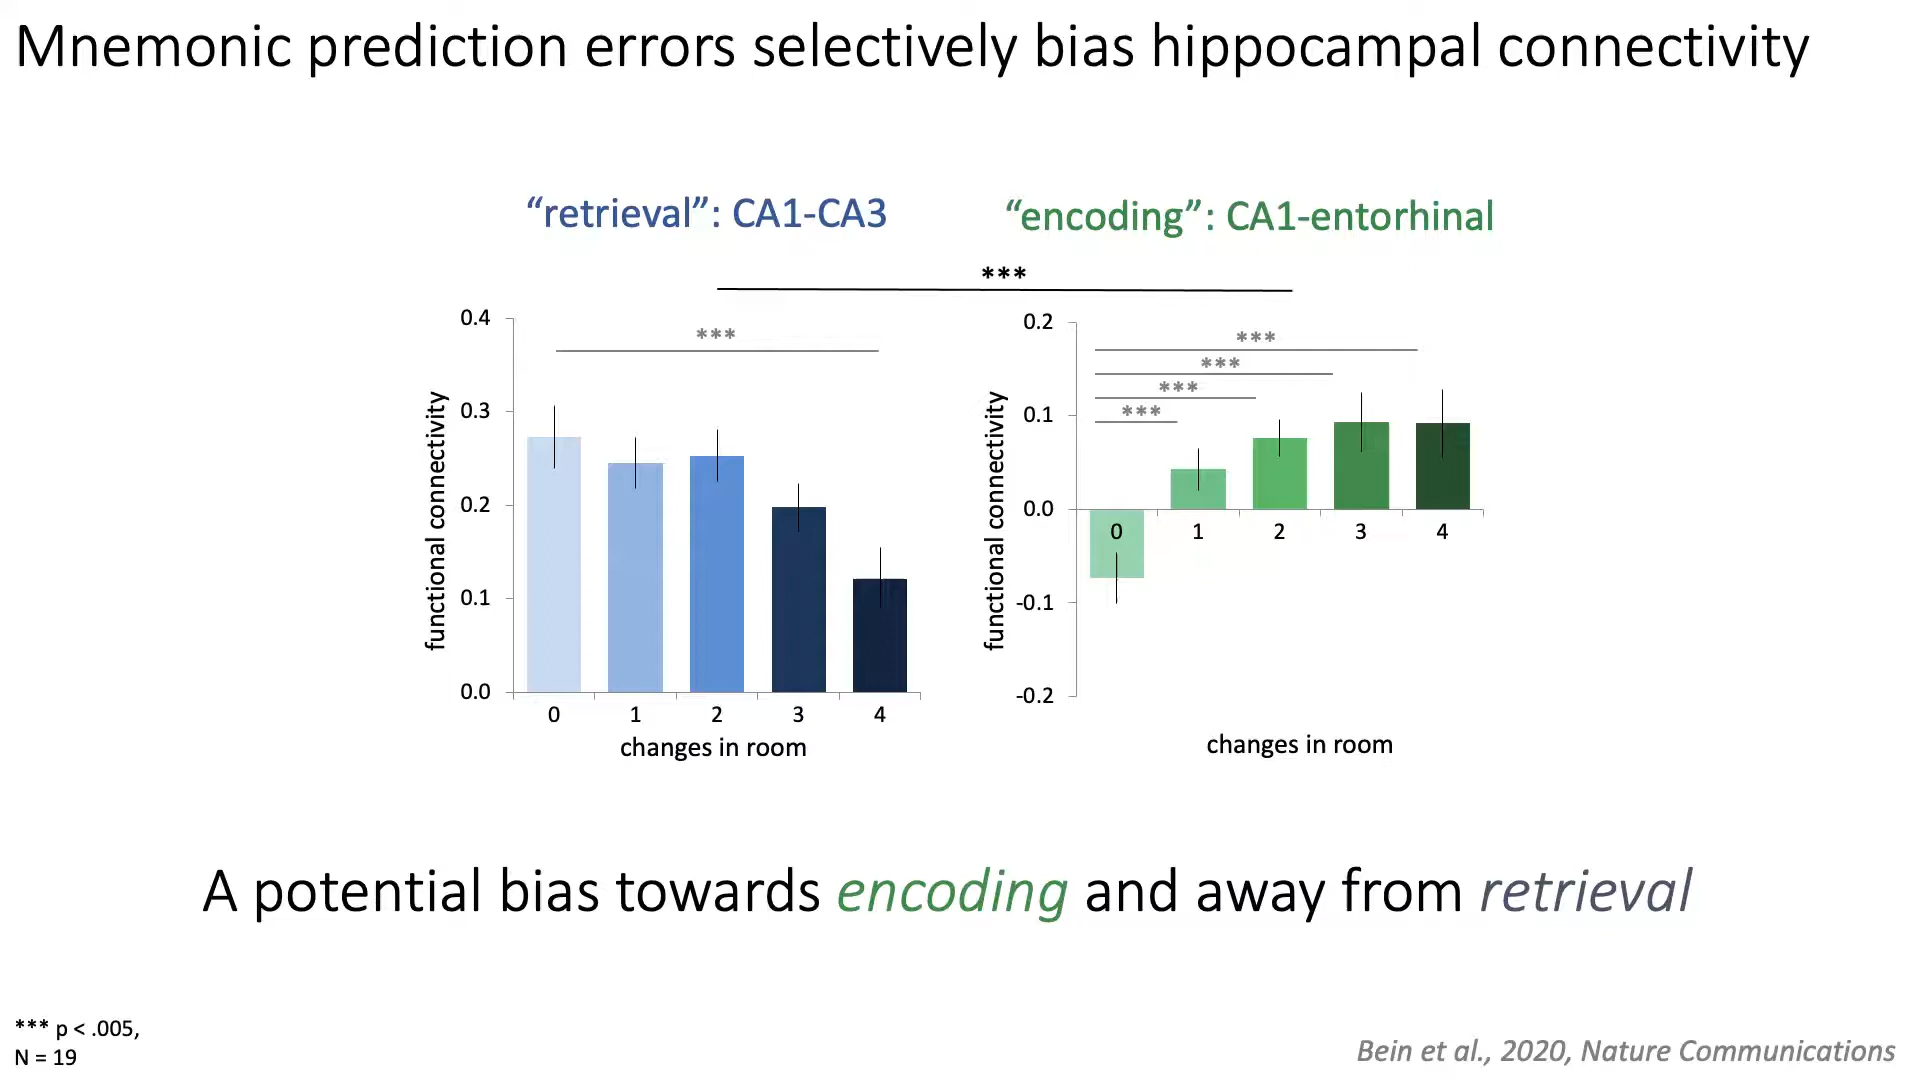 Mnemonic prediction errors selectively bias hippocampal connectivity
“retrieval”: CA1-CA3
“encoding”: CA1-entorhinal
***
functional connectivity
0.4
0.3
0.2
0.1
0.0
***
0
1
2
3
4
changes in room
functional connectivity
0.2
0.1
0.0
-0.1
-0.2
***
***
***
***
0
1
2
3
4
changes in room
A potential bias towards encoding and away from retrieval
*** p < .005,
N = 19
Bein et al., 2020, Nature Communications